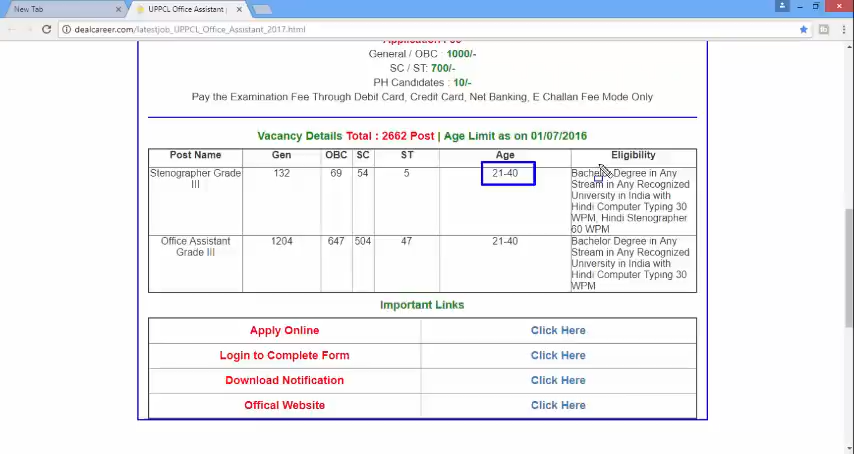 New Tab
UPPCL Office Assistant
dealcareer.com/latestjob_UPPCL_Office_Assistant_2017.html
Application Fee
General / OBC : 1000/-
SC / ST: 700/-
PH Candidates : 10/-
Pay the Examination Fee Through Debit Card, Credit Card, Net Banking, E Challan Fee Mode Only
Vacancy Details Total : 2662 Post | Age Limit as on 01/07/2016
Post Name Gen OBC SC ST Age Eligibility
Stenographer Grade 132 69 54 5 21-40 Bachelor Degree in Any
III Stream in Any Recognized
University in India with
Hindi Computer Typing 30
WPM, Hindi Stenographer
60 WPM
Office Assistant 1204 647 504 47 21-40 Bachelor Degree in Any
Grade III Stream in Any Recognized
University in India with
Hindi Computer Typing 30
WPM
Important Links
Apply Online Click Here
Login to Complete Form Click Here
Download Notification Click Here
Offical Website Click Here